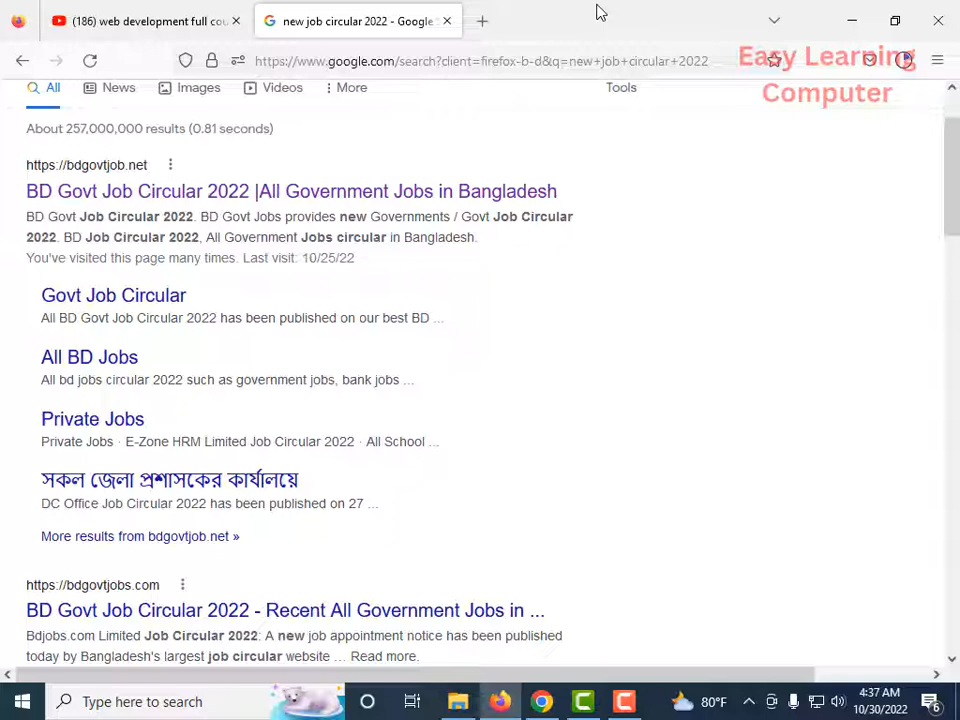 (186) web development full cou
new job circular 2022 - Google
https://www.google.com/search?client=firefox-b-d&q=new+job+circular+2022
Easy Learning
Computer
All
News
Images
Videos
More
Tools
About 257,000,000 results (0.81 seconds)
https://bdgovtjob.net
BD Govt Job Circular 2022 |All Government Jobs in Bangladesh
BD Govt Job Circular 2022. BD Govt Jobs provides new Governments / Govt Job Circular
2022. BD Job Circular 2022, All Government Jobs circular in Bangladesh.
You've visited this page many times. Last visit: 10/25/22
Govt Job Circular
All BD Govt Job Circular 2022 has been published on our best BD ...
All BD Jobs
All bd jobs circular 2022 such as government jobs, bank jobs ...
Private Jobs
Private Jobs · E-Zone HRM Limited Job Circular 2022 · All School ...
সকল জেলা প্রশাসকের কার্যালয়ে
DC Office Job Circular 2022 has been published on 27 ...
More results from bdgovtjob.net »
https://bdgovtjobs.com
BD Govt Job Circular 2022 - Recent All Government Jobs in ...
Bdjobs.com Limited Job Circular 2022: A new job appointment notice has been published
today by Bangladesh's largest job circular website ... Read more.
Type here to search
80°F
4:37 AM
10/30/2022
6